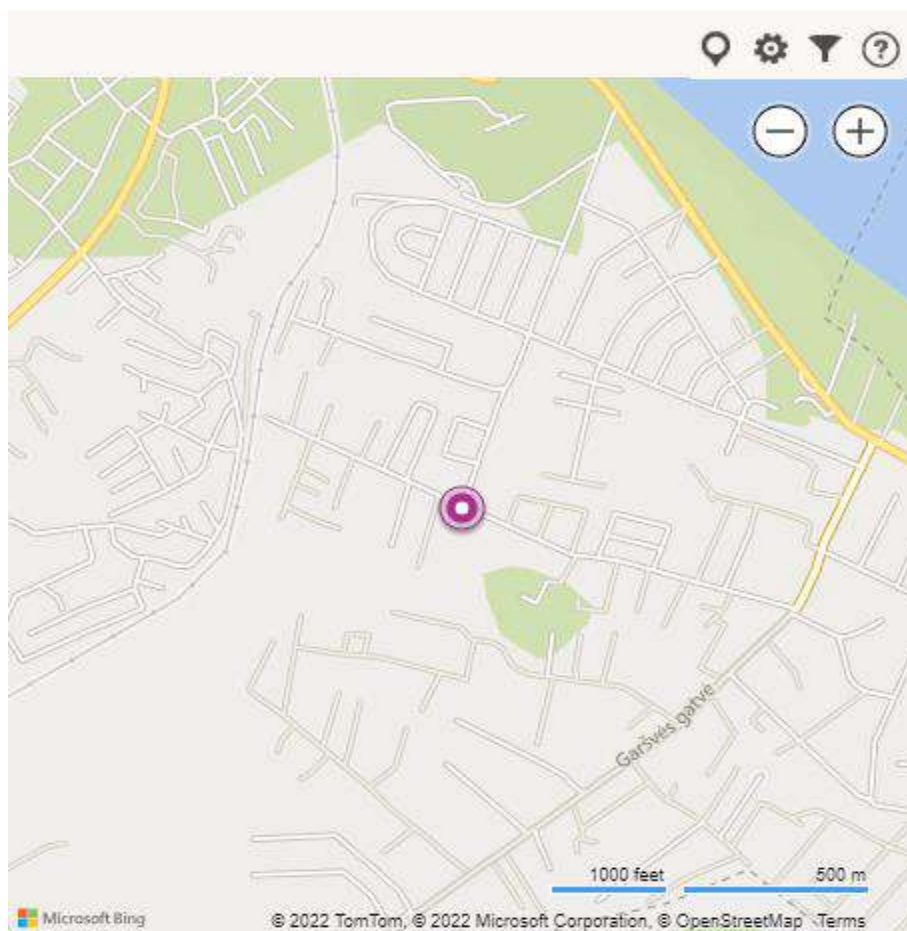 ?
Garšvės gatvė
1000 feet 500 m
Microsoft Bing
© 2022 TomTom, © 2022 Microsoft Corporation, © OpenStreetMap Terms